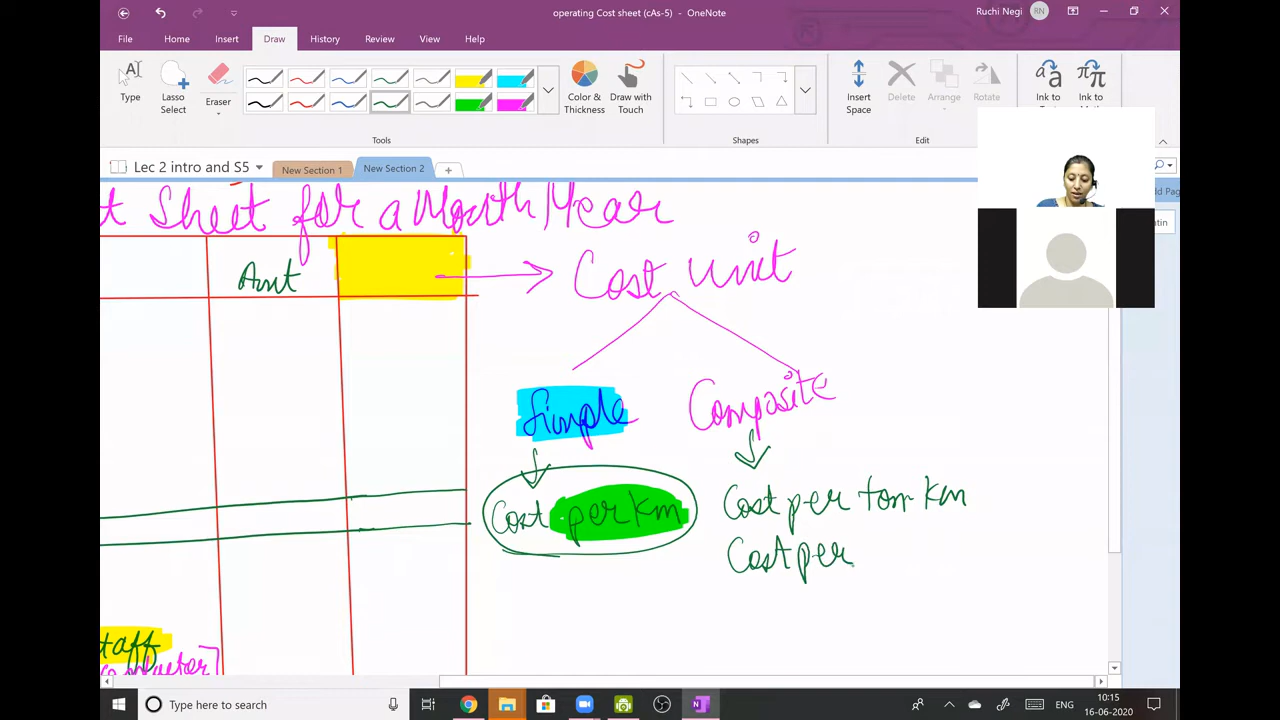 operating Cost sheet (cAs-5) - OneNote
Ruchi Negi RN
File Home Insert Draw History Review View Help
Type
Lasso Select
Eraser
Color & Thickness
Draw with Touch
Insert Space
Delete
Arrange
Rotate
Ink to
Ink to
Tools
Shapes
Edit
Lec 2 intro and S5
New Section 1
New Section 2
t Sheet for a Month/Year
Amt
Cost Unit
Simple
Composite
Cost per km
Cost per ton km
Cost per
taff
Type here to search
ENG
10:15
16-06-2020